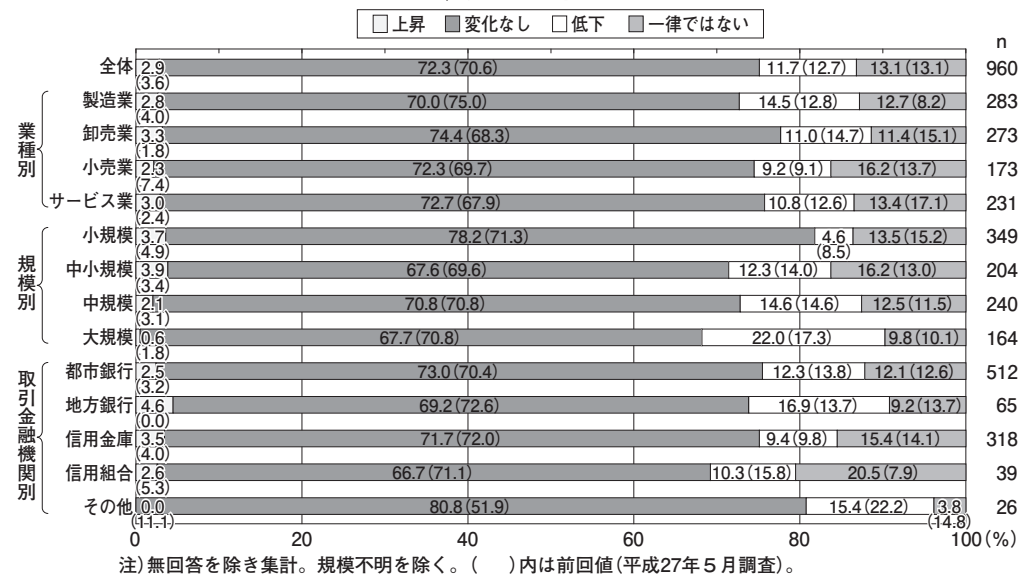 上昇 変化なし 低下 一律ではない
n
全体 2.9 (3.6) 72.3(70.6) 11.7(12.7) 13.1(13.1) 960
業種別
製造業 2.8 (4.0) 70.0(75.0) 14.5(12.8) 12.7(8.2) 283
卸売業 3.3 (1.8) 74.4(68.3) 11.0(14.7) 11.4(15.1) 273
小売業 2.3 (7.4) 72.3(69.7) 9.2(9.1) 16.2(13.7) 173
サービス業 3.0 (2.4) 72.7(67.9) 10.8(12.6) 13.4(17.1) 231
規模別
小規模 3.7 (4.9) 78.2(71.3) 4.6 (8.5) 13.5(15.2) 349
中小規模 3.9 (3.4) 67.6(69.6) 12.3(14.0) 16.2(13.0) 204
中規模 2.1 (3.1) 70.8(70.8) 14.6(14.6) 12.5(11.5) 240
大規模 0.6 (1.8) 67.7(70.8) 22.0(17.3) 9.8(10.1) 164
取引金融機関別
都市銀行 2.5 (3.2) 73.0(70.4) 12.3(13.8) 12.1(12.6) 512
地方銀行 4.6 (0.0) 69.2(72.6) 16.9(13.7) 9.2(13.7) 65
信用金庫 3.5 (4.0) 71.7(72.0) 9.4(9.8) 15.4(14.1) 318
信用組合 2.6 (5.3) 66.7(71.1) 10.3(15.8) 20.5(7.9) 39
その他 0.0 (11.1) 80.8(51.9) 15.4(22.2) 3.8 (14.8) 26
0 20 40 60 80 100(%)
注)無回答を除き集計。規模不明を除く。(　)内は前回値(平成27年5月調査)。